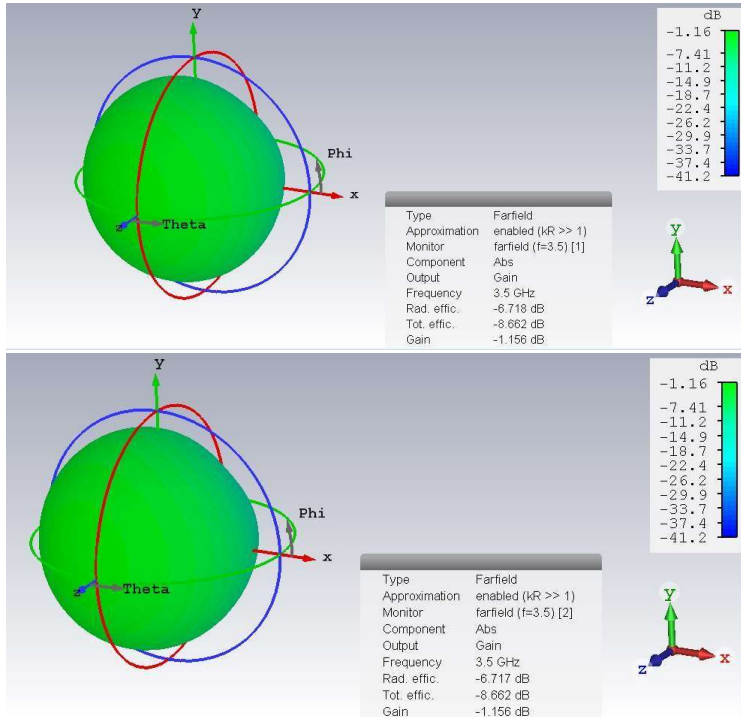 Y
dB
-1.16
-7.41
-11.2
-14.9
-18.7
-22.4
-26.2
-29.9
-33.7
-37.4
-41.2
Phi
x
z
Theta
Type Farfield
Approximation enabled (kR >> 1)
Monitor farfield (f=3.5) [1]
Component Abs
Output Gain
Frequency 3.5 GHz
Rad. effic. -6.718 dB
Tot. effic. -8.662 dB
Gain -1.156 dB
y
z
x
Y
dB
-1.16
-7.41
-11.2
-14.9
-18.7
-22.4
-26.2
-29.9
-33.7
-37.4
-41.2
Phi
x
z
Theta
Type Farfield
Approximation enabled (kR >> 1)
Monitor farfield (f=3.5) [2]
Component Abs
Output Gain
Frequency 3.5 GHz
Rad. effic. -6.717 dB
Tot. effic. -8.662 dB
Gain -1.156 dB
y
z
x